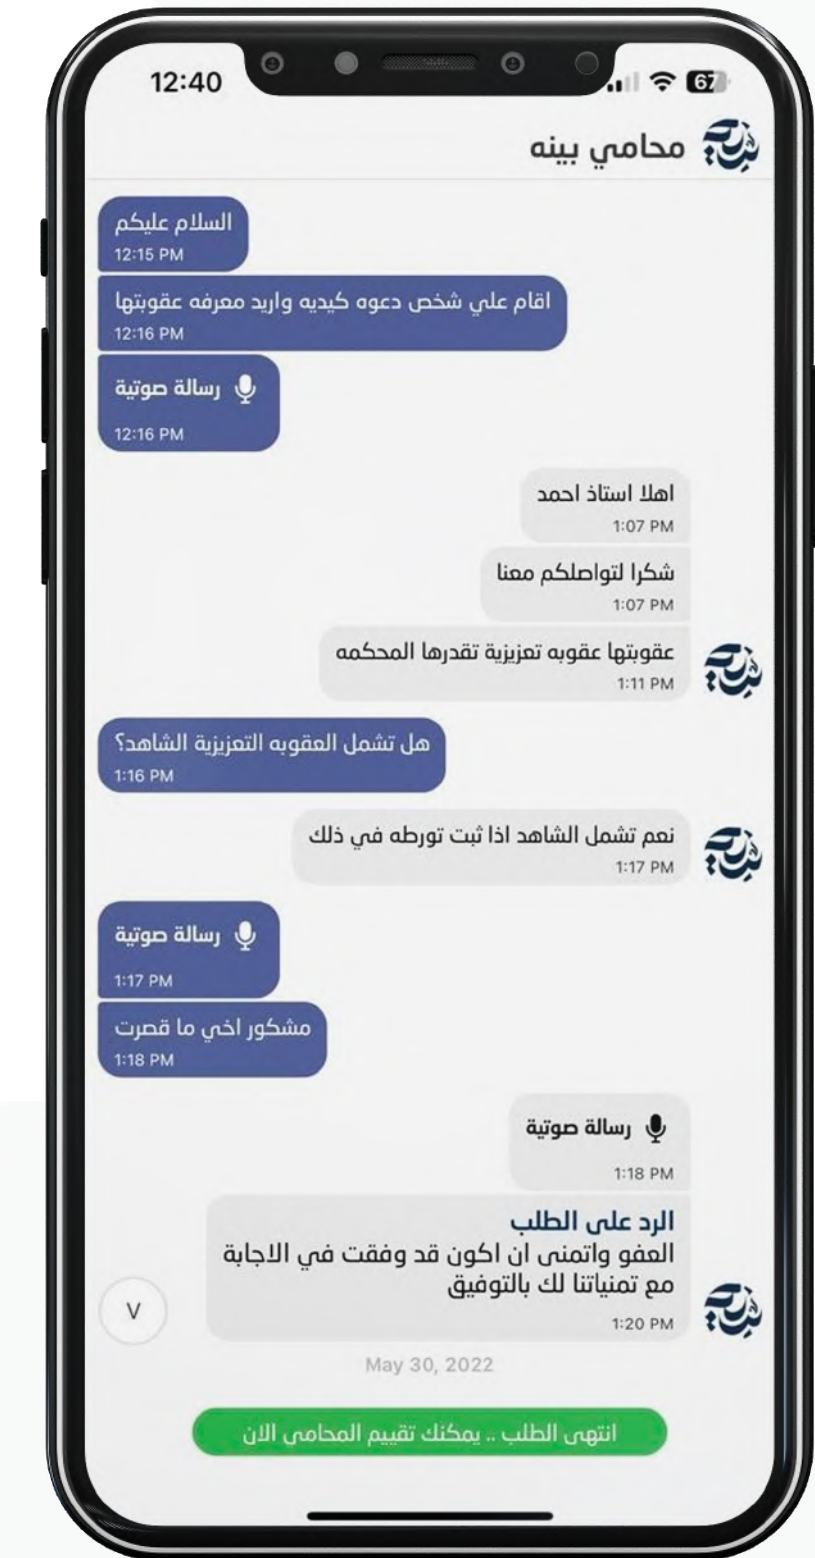 12:40
67
محامي بينه
السلام عليكم
12:15 PM
اقام علي شخص دعوه كيديه واريد معرفه عقوبتها
12:16 PM
رسالة صوتية
12:16 PM
اهلا استاذ احمد
1:07 PM
شكرا لتواصلكم معنا
1:07 PM
عقوبتها عقوبه تعزيزية تقدرها المحكمه
1:11 PM
هل تشمل العقوبه التعزيزية الشاهد؟
1:16 PM
نعم تشمل الشاهد اذا ثبت تورطه في ذلك
1:17 PM
رسالة صوتية
1:17 PM
مشكور اخي ما قصرت
1:18 PM
رسالة صوتية
1:18 PM
الرد على الطلب
العفو واتمنى ان اكون قد وفقت في الاجابة
مع تمنياتنا لك بالتوفيق
1:20 PM
V
May 30, 2022
انتهى الطلب .. يمكنك تقييم المحامي الان